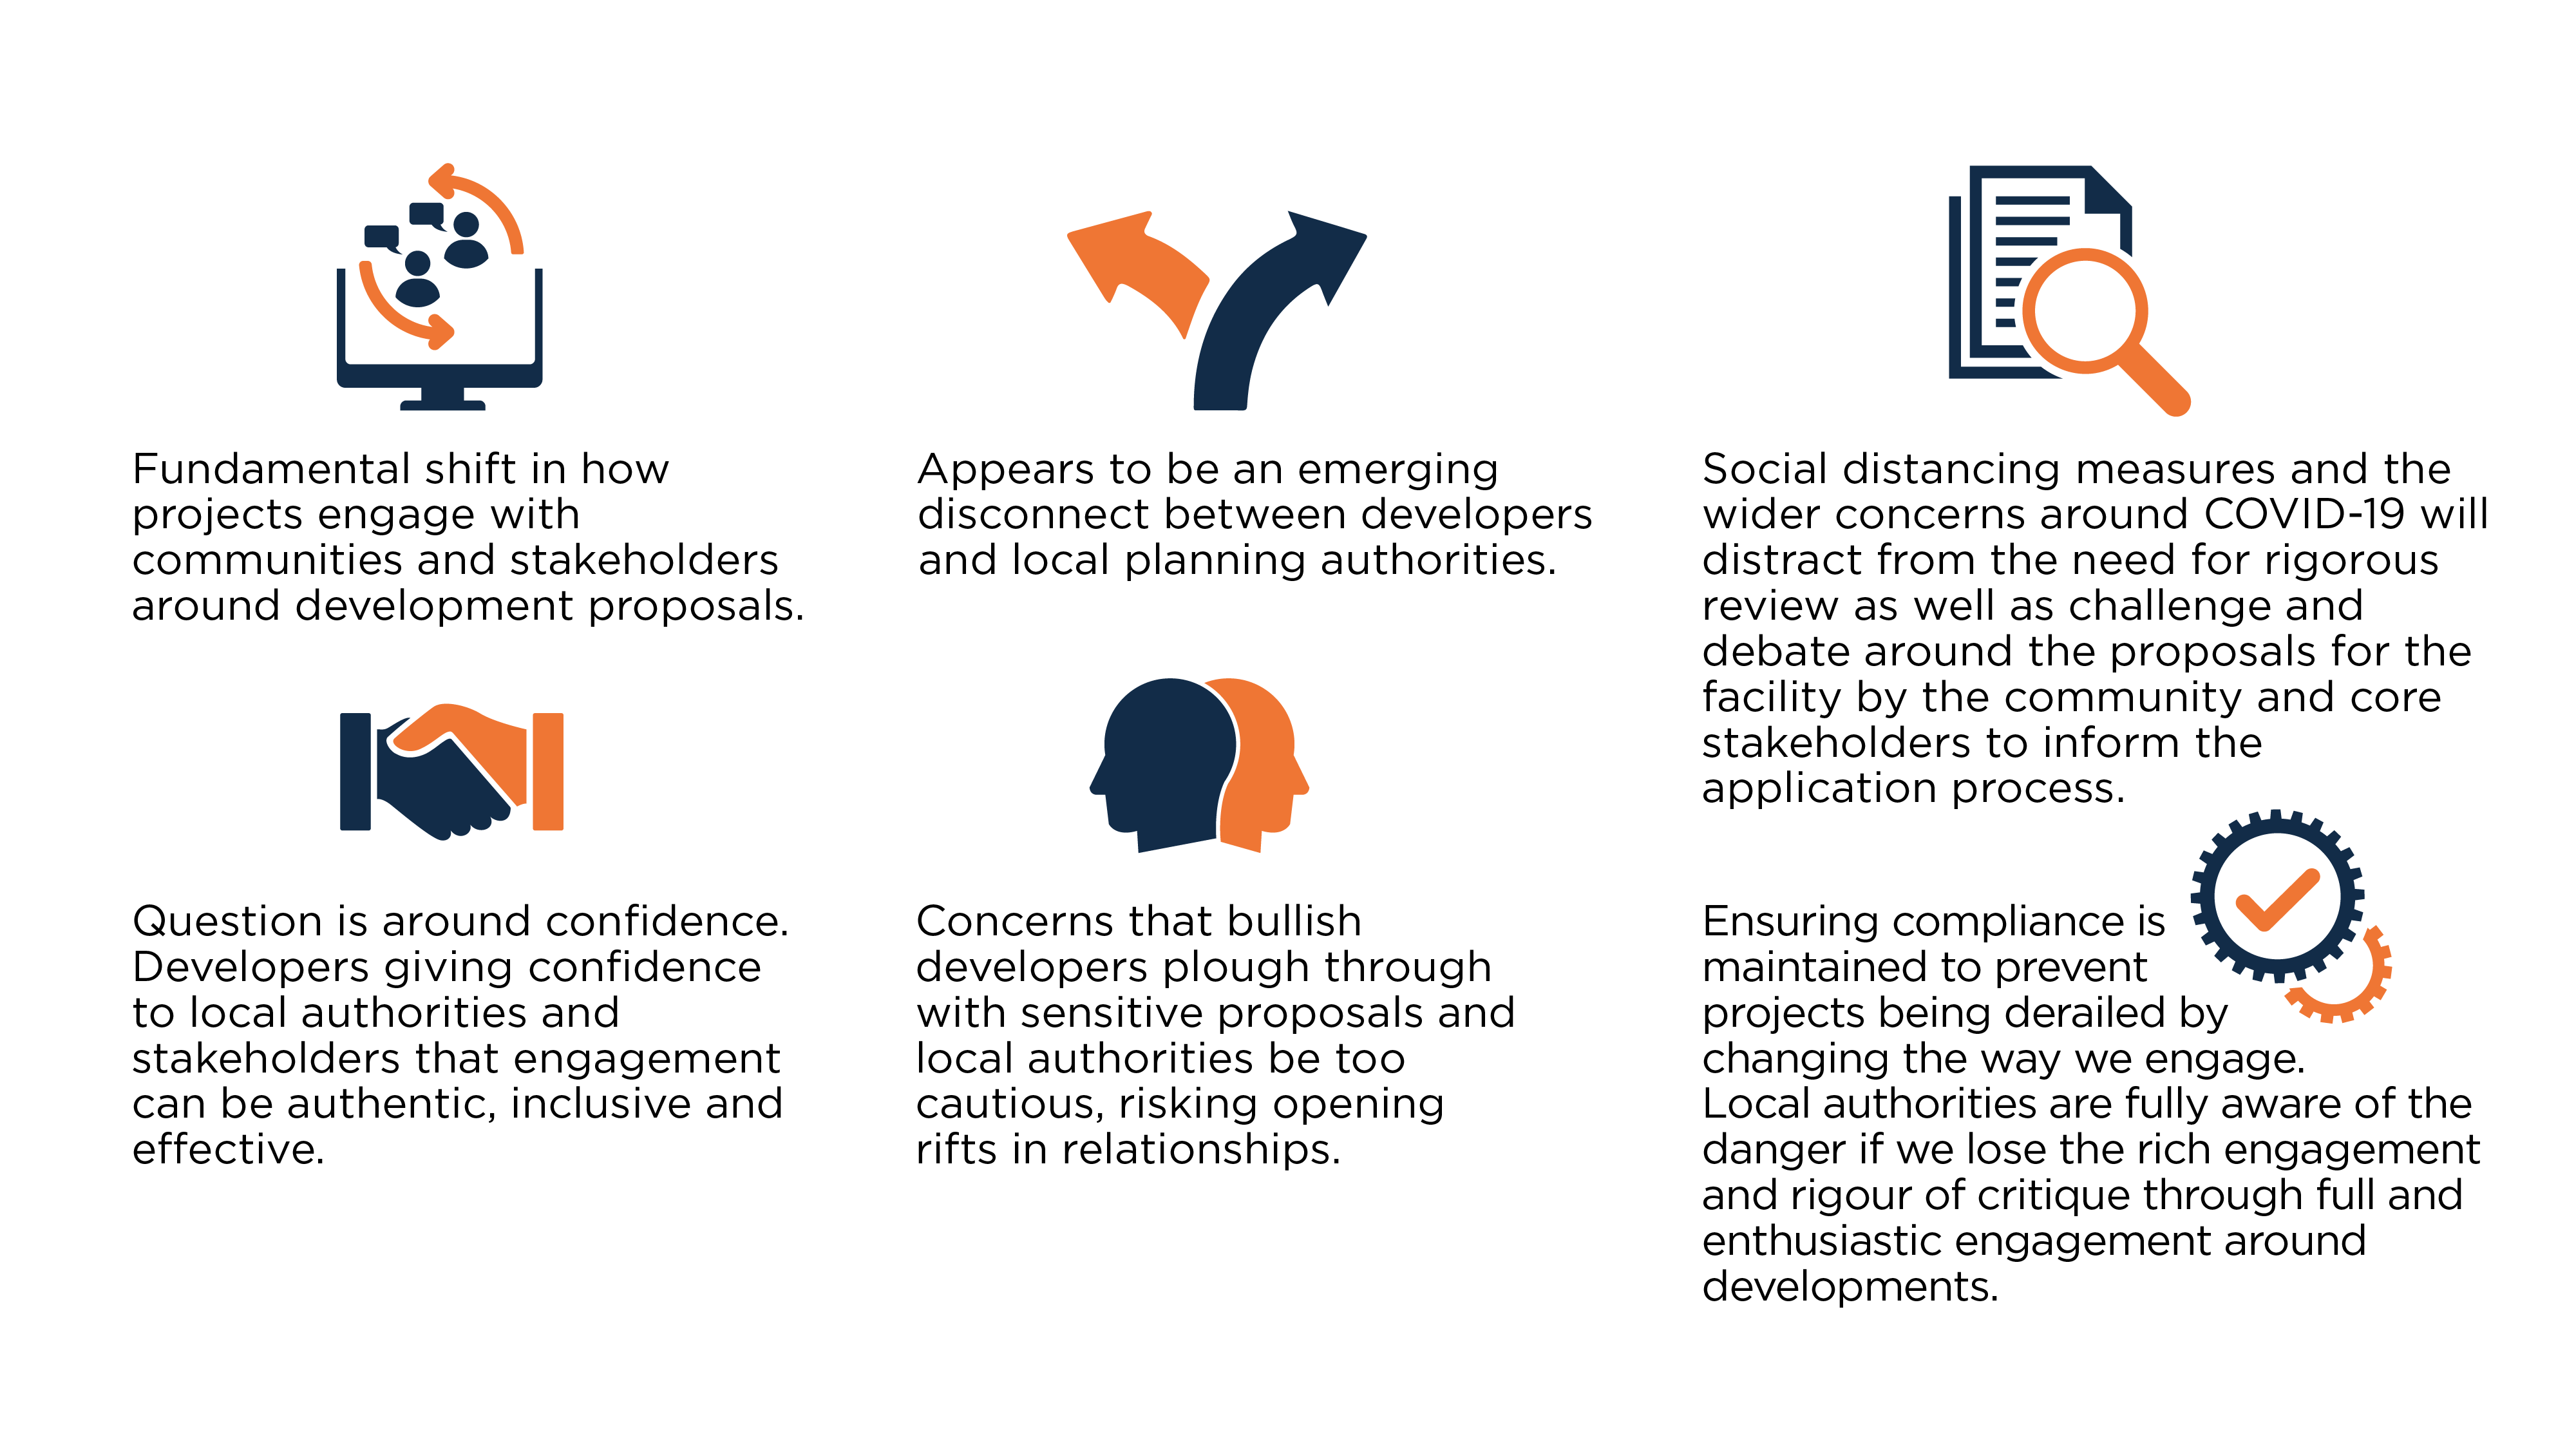 Fundamental shift in how
projects engage with
communities and stakeholders
around development proposals.
Appears to be an emerging
disconnect between developers
and local planning authorities.
Social distancing measures and the
wider concerns around COVID-19 will
distract from the need for rigorous
review as well as challenge and
debate around the proposals for the
facility by the community and core
stakeholders to inform the
application process.
Question is around confidence.
Developers giving confidence
to local authorities and
stakeholders that engagement
can be authentic, inclusive and
effective.
Concerns that bullish
developers plough through
with sensitive proposals and
local authorities be too
cautious, risking opening
rifts in relationships.
Ensuring compliance is
maintained to prevent
projects being derailed by
changing the way we engage.
Local authorities are fully aware of the
danger if we lose the rich engagement
and rigour of critique through full and
enthusiastic engagement around
developments.